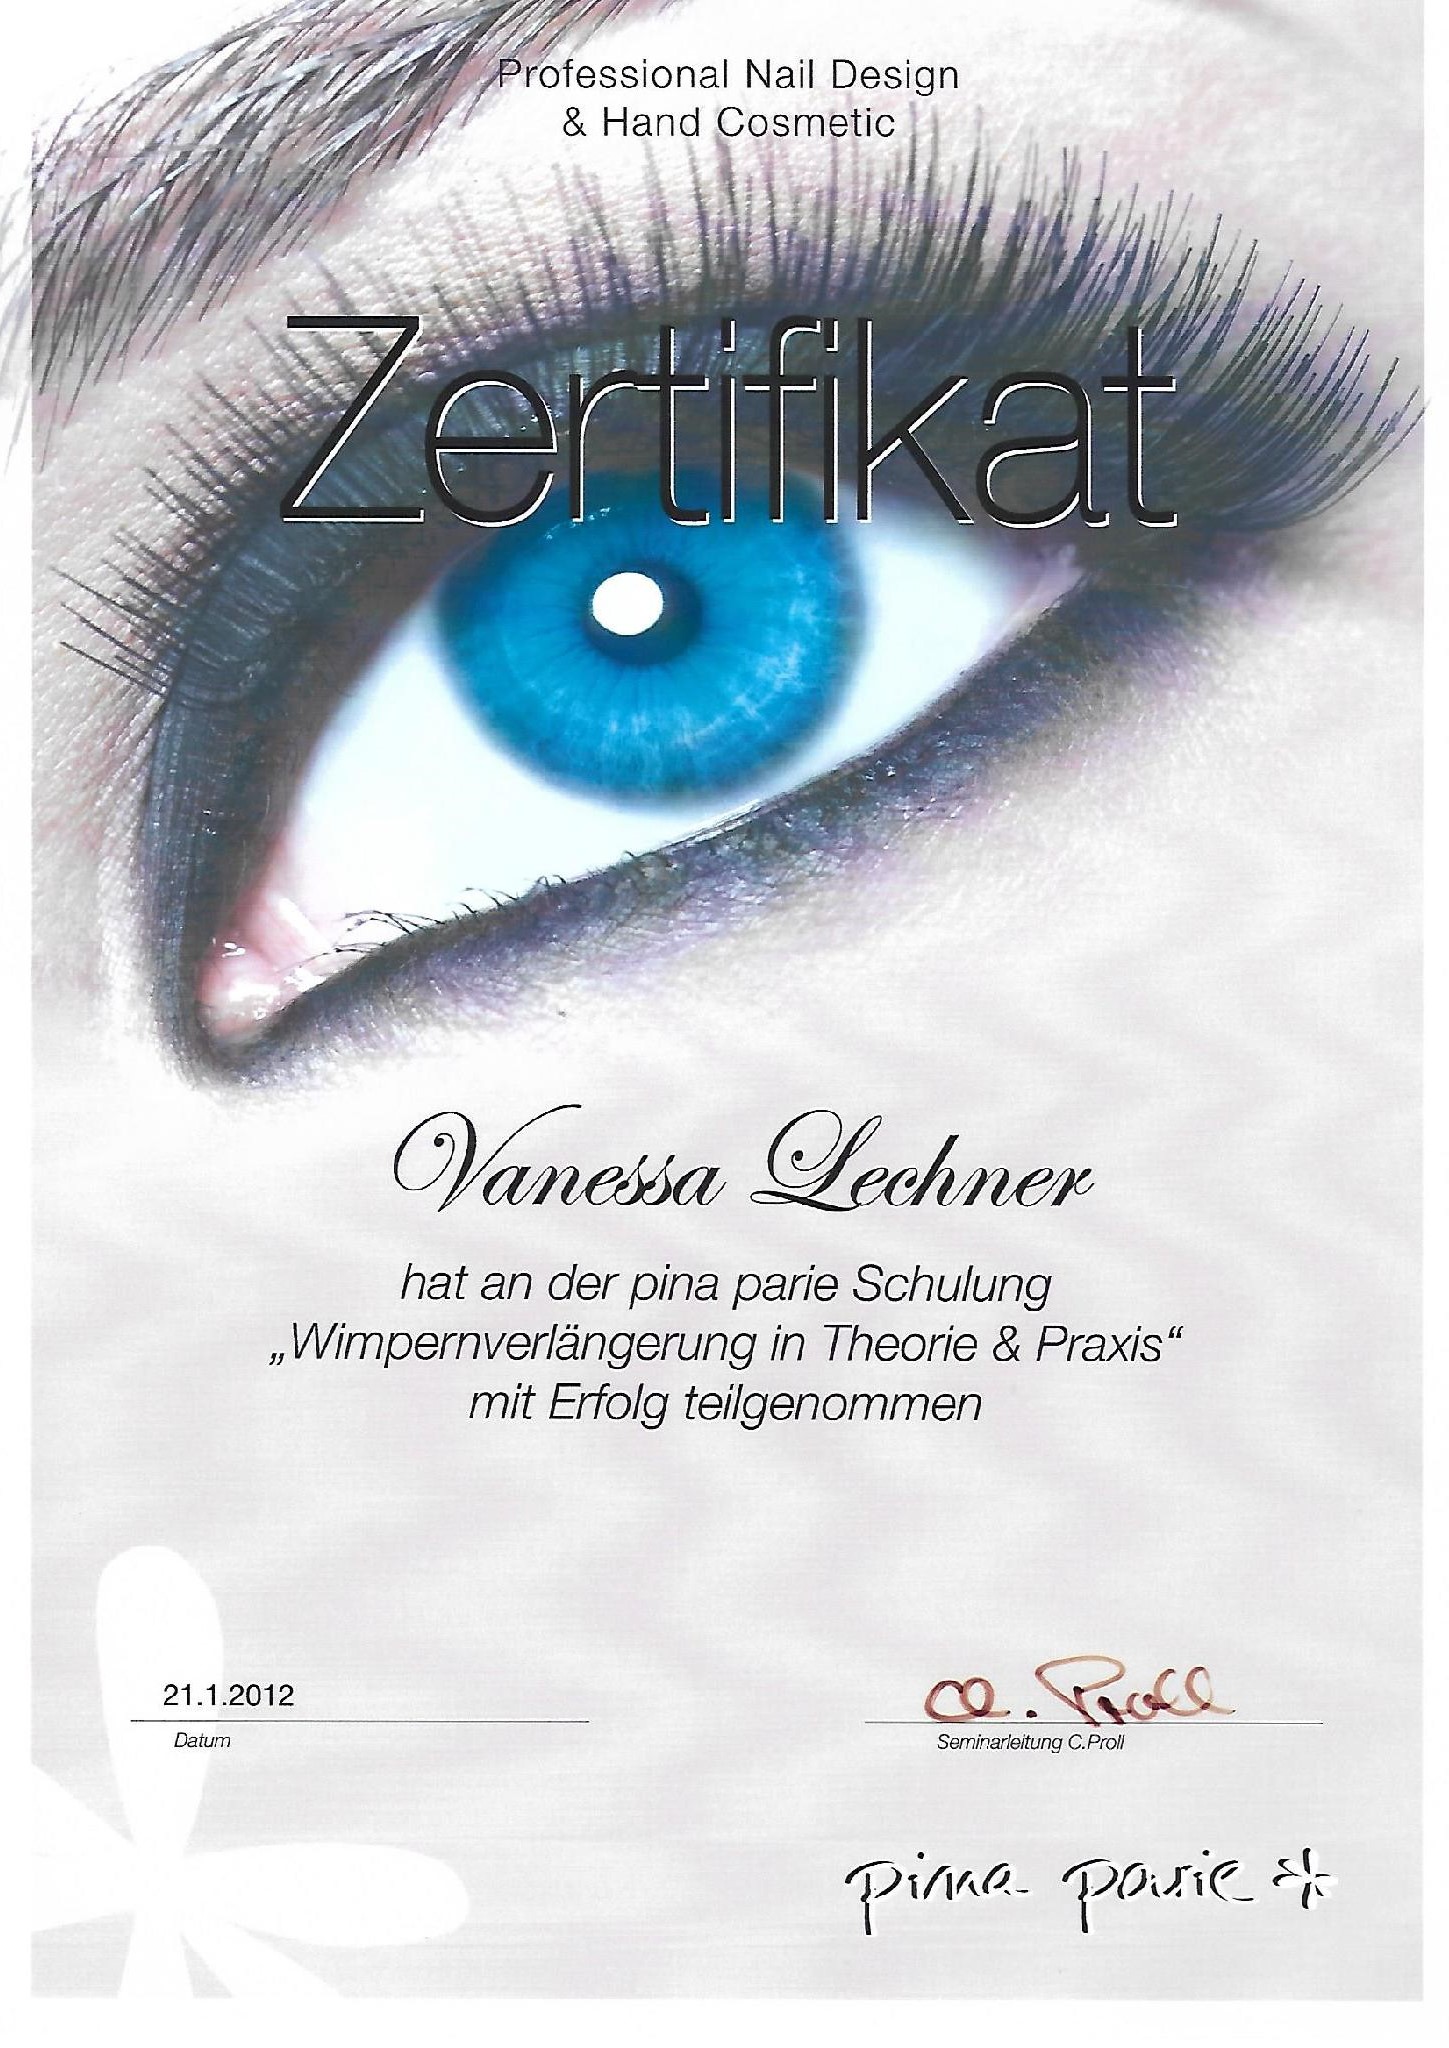 Professional Nail Design
& Hand Cosmetic
Zertifikat
Vanessa Lechner
hat an der pina parie Schulung
„Wimpernverlängerung in Theorie & Praxis“
mit Erfolg teilgenommen
21.1.2012
Datum
C. Proll
Seminarleitung C.Proll
pina parie